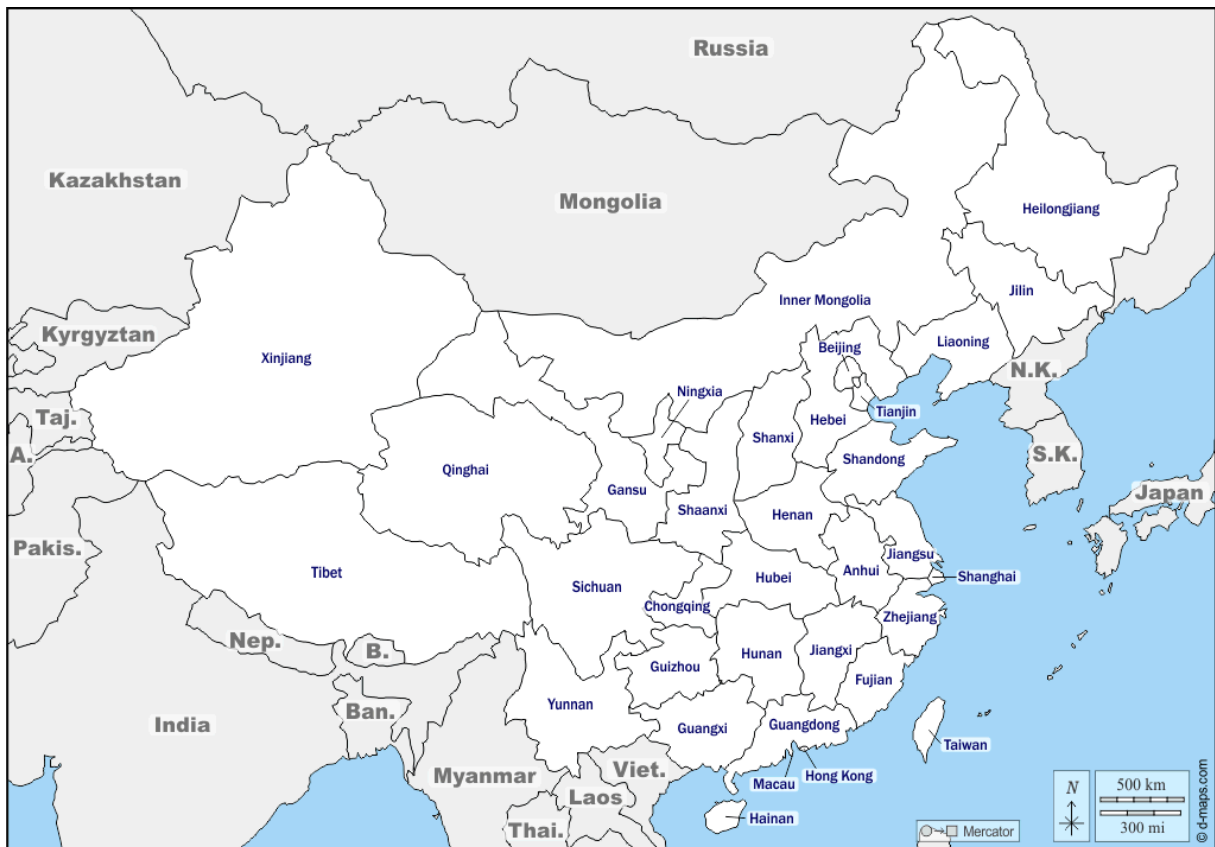 Russia
Kazakhstan
Mongolia
Heilongjiang
Jilin
Inner Mongolia
Kyrgyztan
Xinjiang
Beijing
Liaoning
N.K.
Ningxia
Taj.
Tianjin
Hebei
Shanxi
A.
S.K.
Shandong
Qinghai
Gansu
Japan
Shaanxi
Henan
Pakis.
Jiangsu
Tibet
Sichuan
Hubei
Anhui
Shanghai
Chongqing
Zhejiang
Nep.
B.
Guizhou
Hunan
Jiangxi
Fujian
Yunnan
Ban.
India
Guangxi
Guangdong
Taiwan
Viet.
Myanmar
Macau
Hong Kong
Laos
Hainan
Thai.
N
500 km
300 mi
Mercator
© d-maps.com